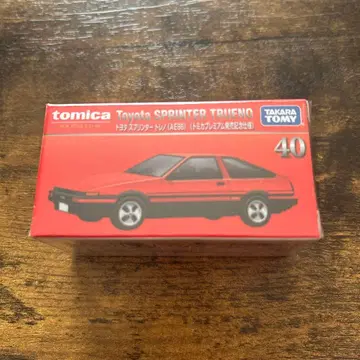 tomica
Toyota SPRINTER TRUENO
トヨタ スプリンター トレノ (AE86) (トミカプレミアム発売記念仕様)
TAKARA
TOMY
40